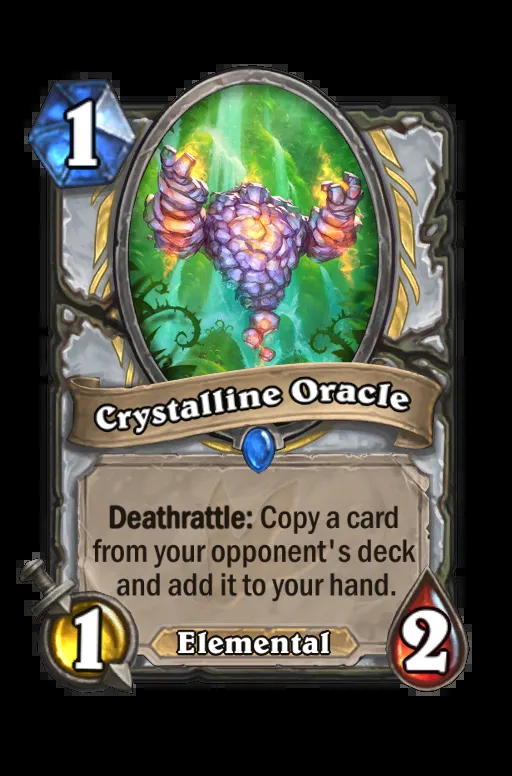 1
Crystalline Oracle
Deathrattle: Copy a card
from your opponent's deck
and add it to your hand.
1
Elemental
2